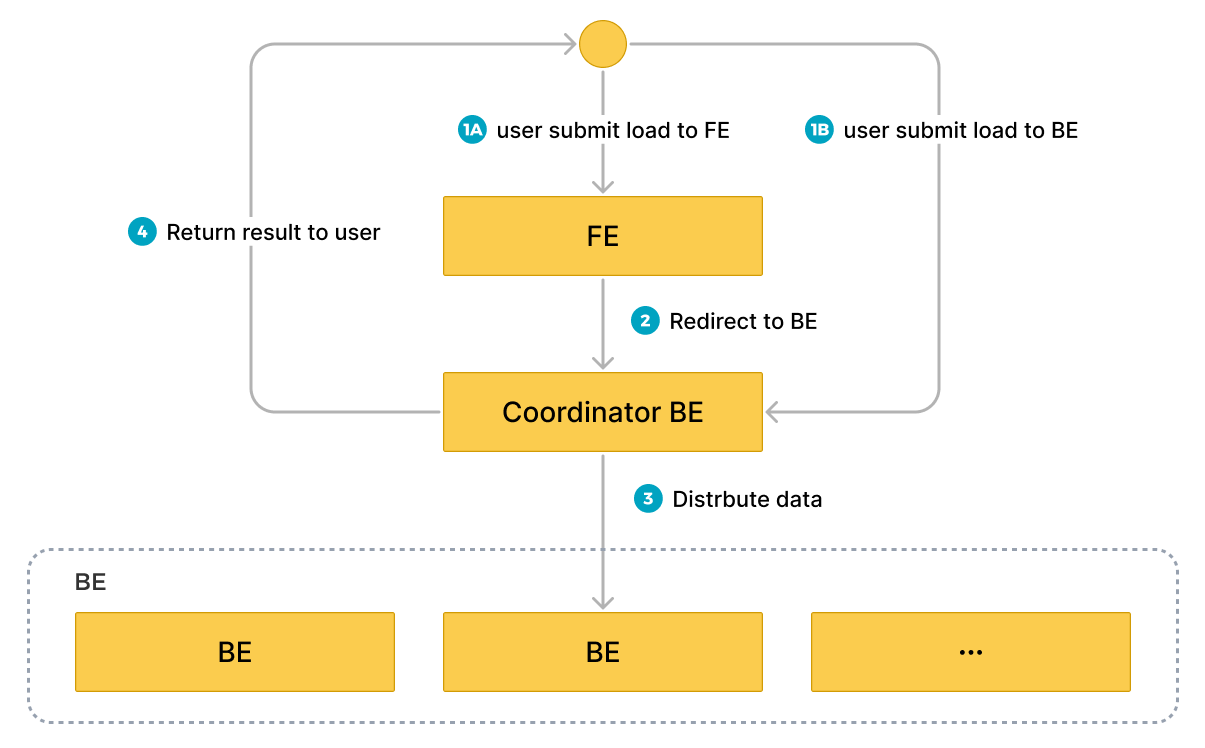 1A user submit load to FE
1B user submit load to BE
4 Return result to user
FE
2 Redirect to BE
Coordinator BE
3 Distrbute data
BE
BE
BE
...